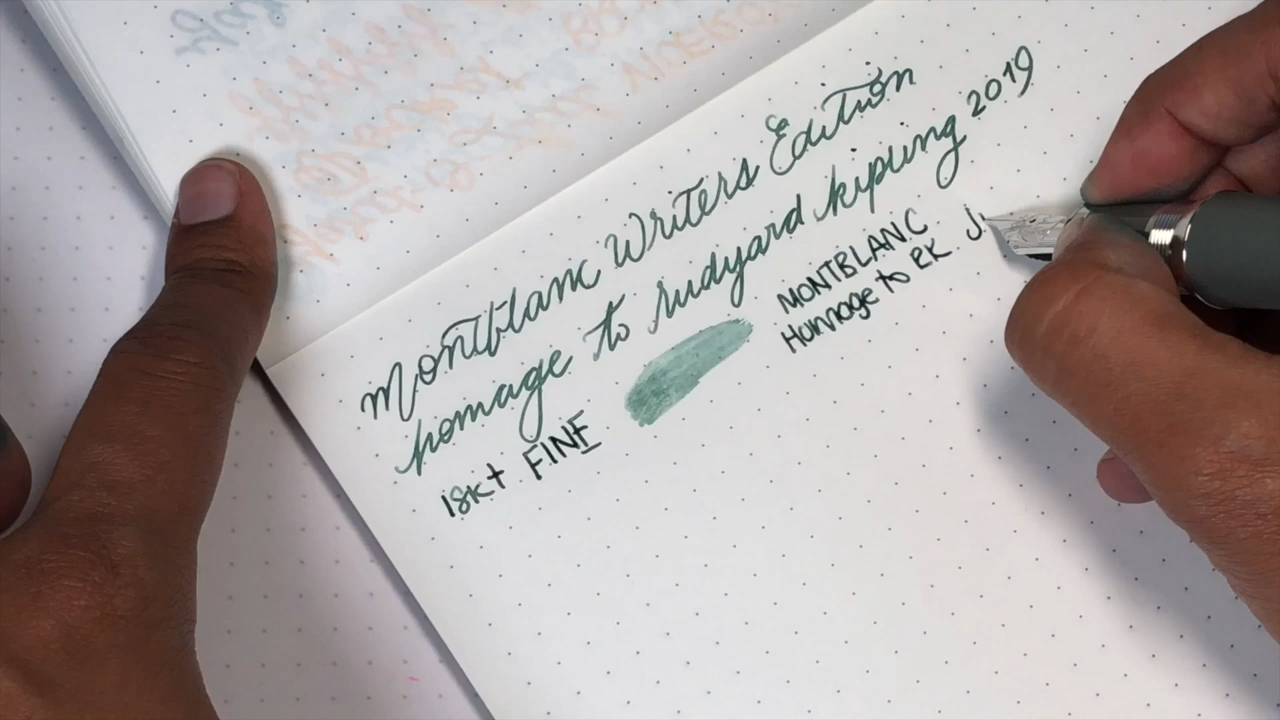 Montblanc Writers Edition
homage to rudyard kipling 2019
18kt FINE
MONTBLANC
Homage to RK